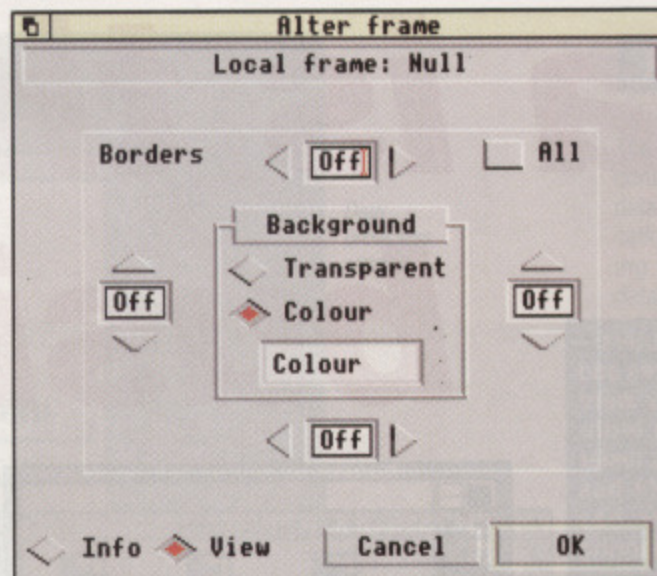 Alter frame
Local frame: Null
Borders
Off
All
Background
Transparent
Off
Off
Colour
Colour
Off
Info
View
Cancel
OK